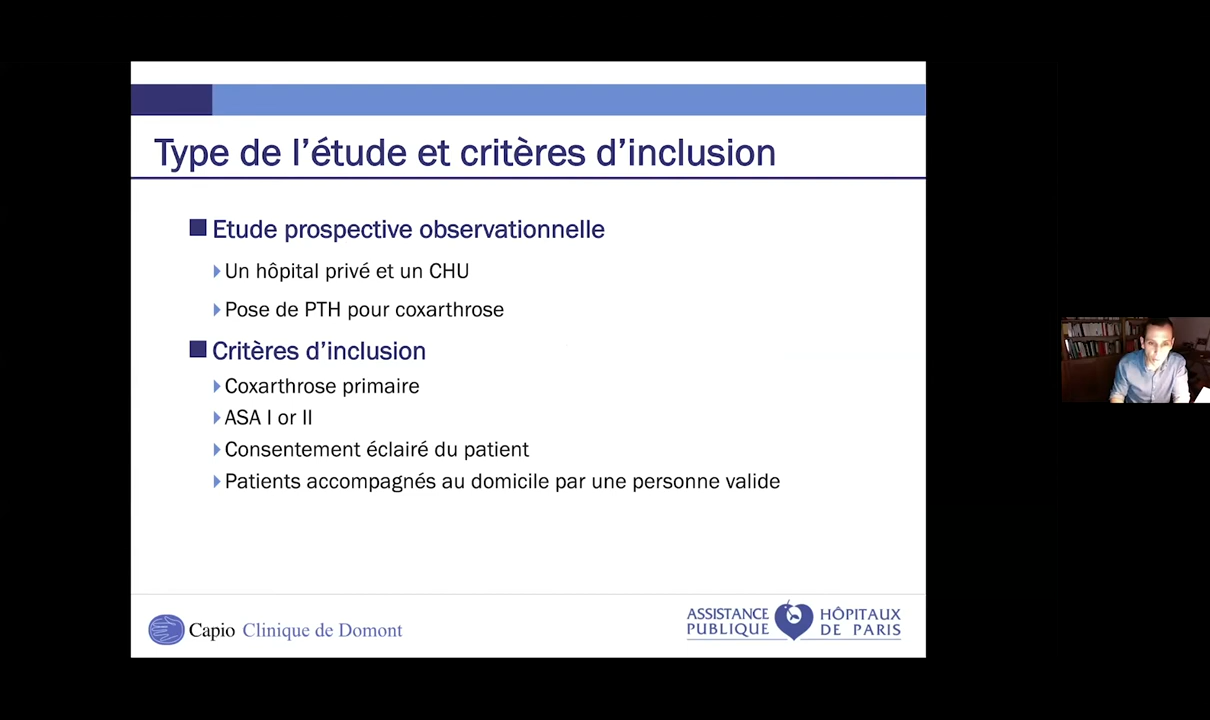 Type de l’étude et critères d’inclusion
Etude prospective observationnelle
Un hôpital privé et un CHU
Pose de PTH pour coxarthrose
Critères d’inclusion
Coxarthrose primaire
ASA I or II
Consentement éclairé du patient
Patients accompagnés au domicile par une personne valide
Capio Clinique de Domont
ASSISTANCE PUBLIQUE
HÔPITAUX DE PARIS